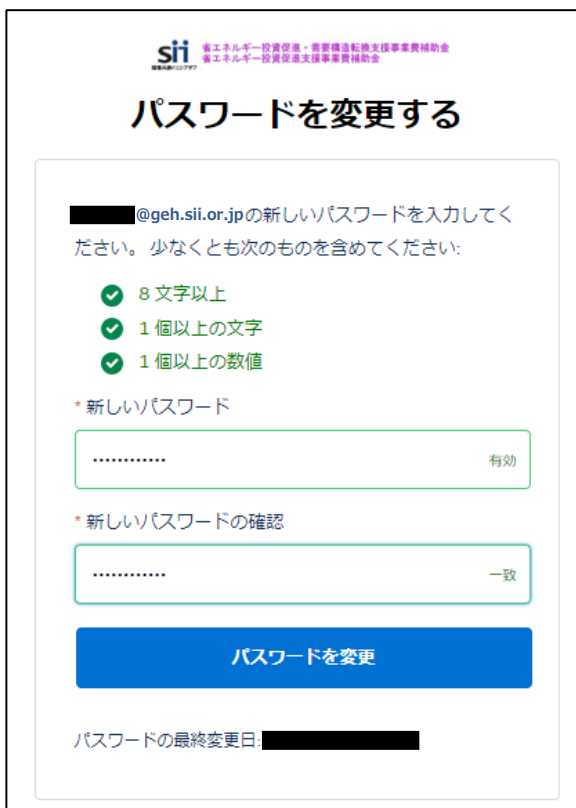 sii 省エネルギー投資促進・需要構造転換支援事業費補助金
省エネルギー投資促進支援事業費補助金
パスワードを変更する
@geh.sii.or.jpの新しいパスワードを入力してく
ださい。 少なくとも次のものを含めてください:
8 文字以上
1 個以上の文字
1 個以上の数値
* 新しいパスワード
............ 有効
* 新しいパスワードの確認
............ 一致
パスワードを変更
パスワードの最終変更日: